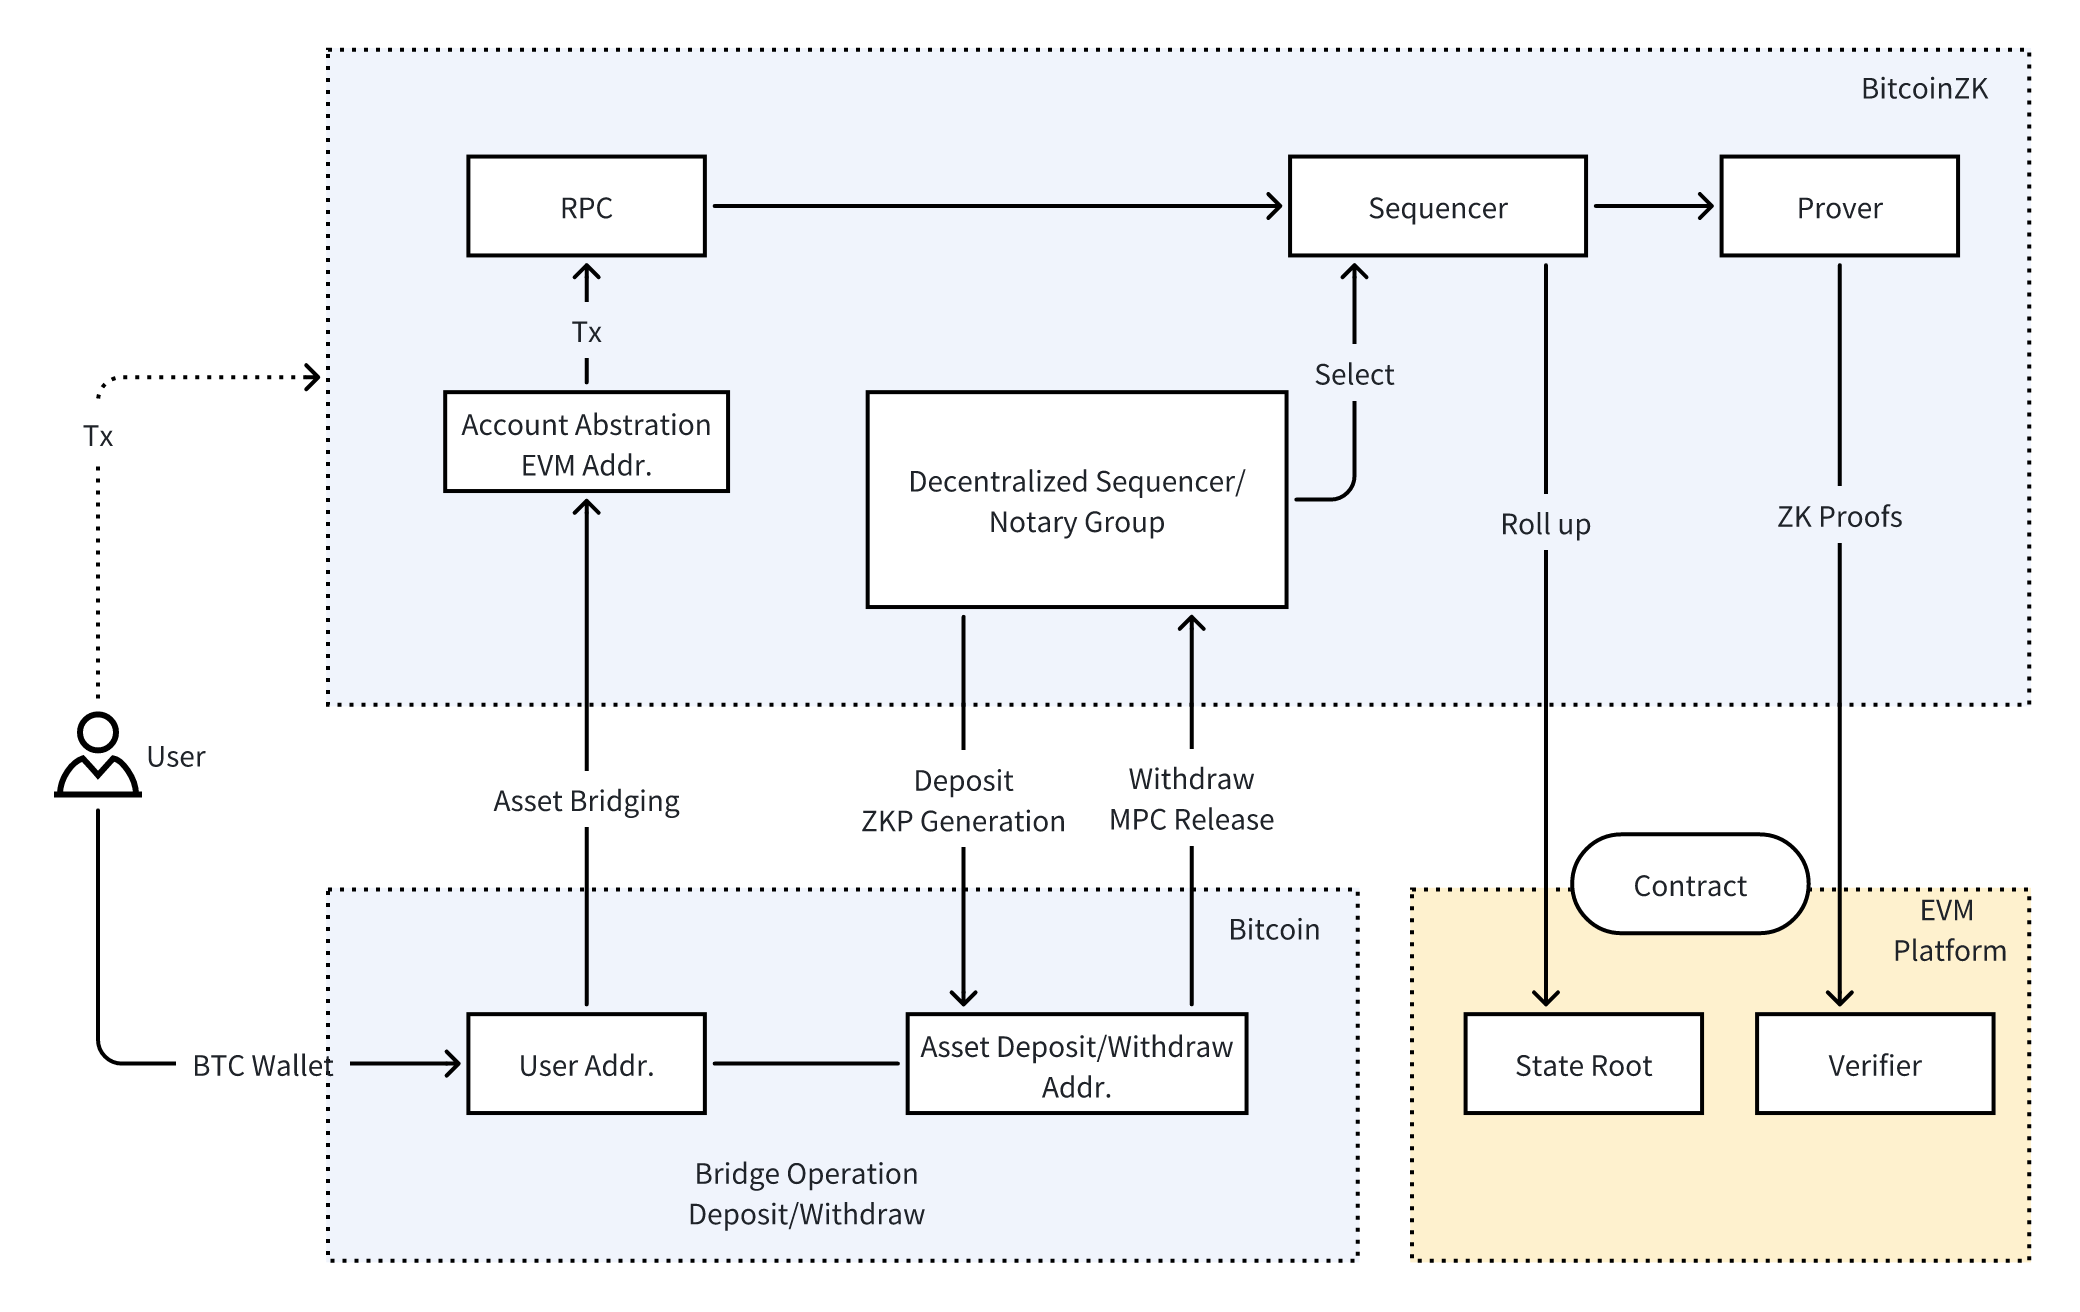 BitcoinZK
RPC
Sequencer
Prover
Tx
Select
Account Abstration
EVM Addr.
Tx
Decentralized Sequencer/
Notary Group
Roll up
ZK Proofs
User
Asset Bridging
Deposit
ZKP Generation
Withdraw
MPC Release
Contract
Bitcoin
EVM
Platform
BTC Wallet
User Addr.
Asset Deposit/Withdraw
Addr.
State Root
Verifier
Bridge Operation
Deposit/Withdraw